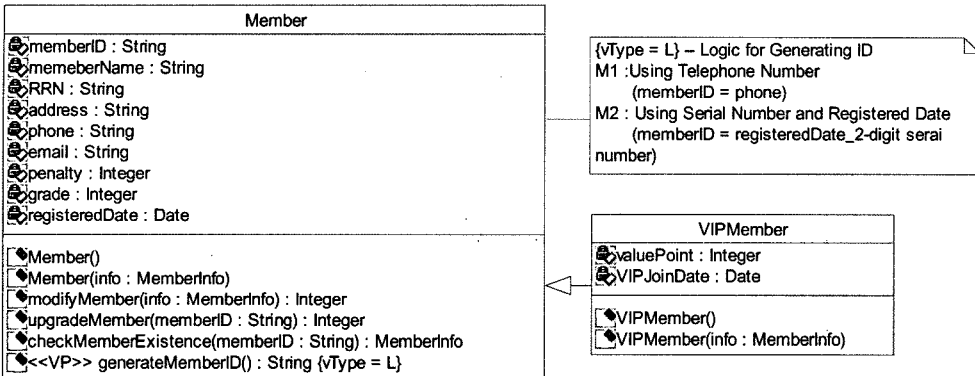 Member
memberID : String
memeberName : String
RRN : String
address : String
phone : String
email : String
penalty : Integer
grade : Integer
registeredDate : Date
Member()
Member(info : MemberInfo)
modifyMember(info : MemberInfo) : Integer
upgradeMember(memberID : String) : Integer
checkMemberExistence(memberID : String) : MemberInfo
<<VP>> generateMemberID() : String {vType = L}
{vType = L} – Logic for Generating ID
M1 :Using Telephone Number
(memberID = phone)
M2 : Using Serial Number and Registered Date
(memberID = registeredDate_2-digit serai
number)
VIPMember
valuePoint : Integer
VIPJoinDate : Date
VIPMember()
VIPMember(info : MemberInfo)